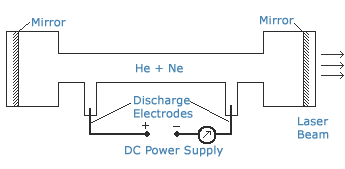 Mirror
Mirror
He + Ne
Discharge
Electrodes
+ −
DC Power Supply
Laser
Beam